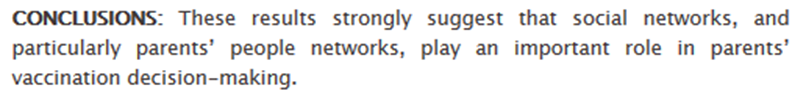 CONCLUSIONS: These results strongly suggest that social networks, and
particularly parents’ people networks, play an important role in parents’
vaccination decision-making.